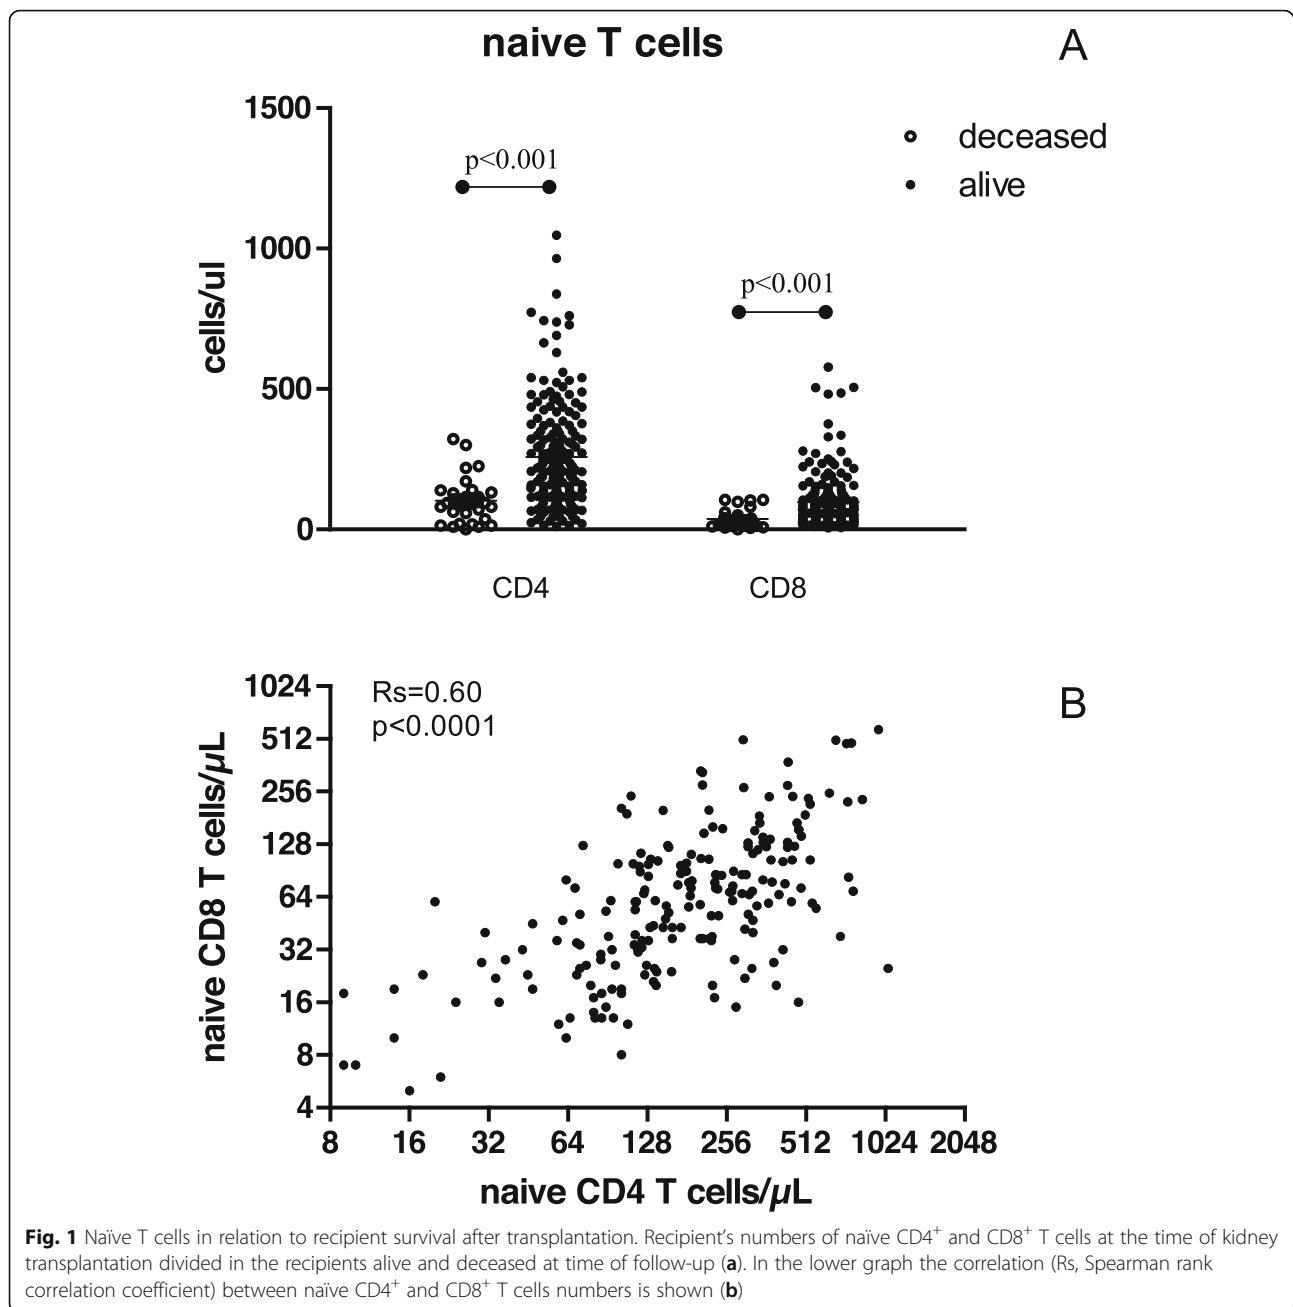 naive T cells
A
1500
1000
500
0
cells/ul
p<0.001
p<0.001
deceased
alive
CD4
CD8
B
Rs=0.60
p<0.0001
1024
512
256
128
64
32
16
8
4
naive CD8 T cells/µL
8 16 32 64 128 256 512 1024 2048
naive CD4 T cells/µL
Fig. 1 Naïve T cells in relation to recipient survival after transplantation. Recipient's numbers of naïve CD4⁺ and CD8⁺ T cells at the time of kidney
transplantation divided in the recipients alive and deceased at time of follow-up (a). In the lower graph the correlation (Rs, Spearman rank
correlation coefficient) between naïve CD4⁺ and CD8⁺ T cells numbers is shown (b)